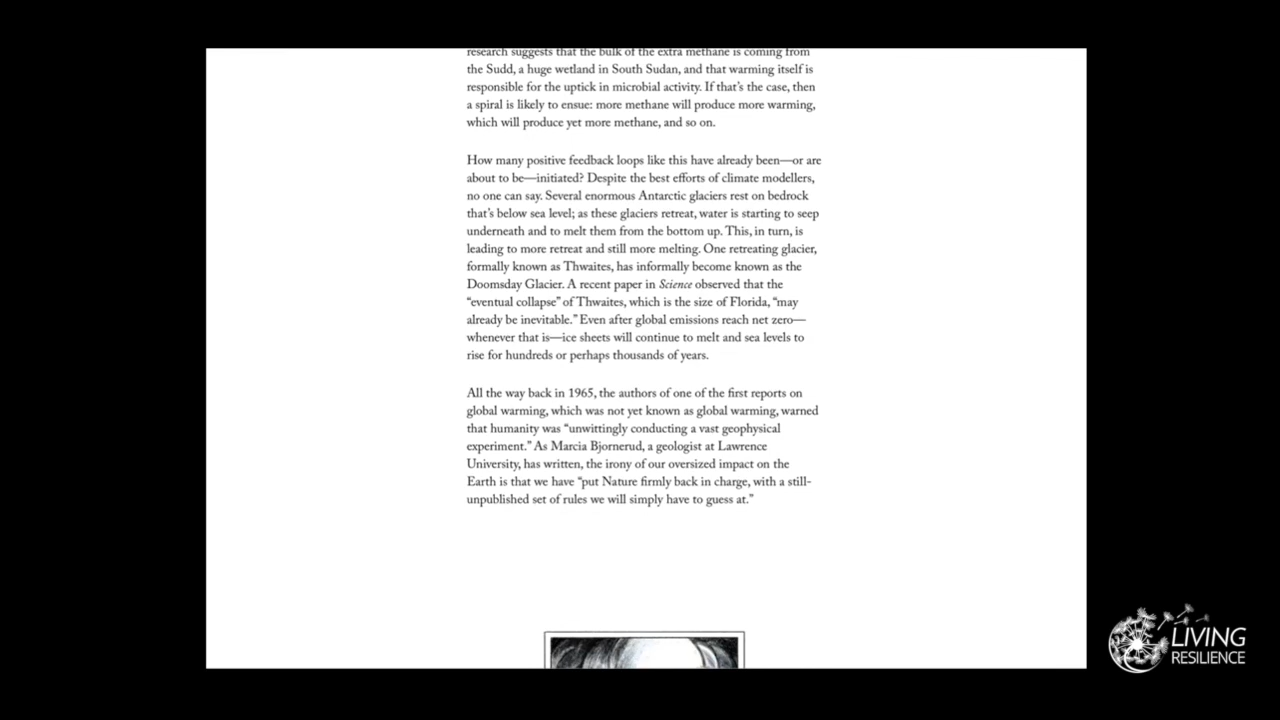 research suggests that the bulk of the extra methane is coming from
the Sudd, a huge wetland in South Sudan, and that warming itself is
responsible for the uptick in microbial activity. If that’s the case, then
a spiral is likely to ensue: more methane will produce more warming,
which will produce yet more methane, and so on.
How many positive feedback loops like this have already been—or are
about to be—initiated? Despite the best efforts of climate modellers,
no one can say. Several enormous Antarctic glaciers rest on bedrock
that’s below sea level; as these glaciers retreat, water is starting to seep
underneath and to melt them from the bottom up. This, in turn, is
leading to more retreat and still more melting. One retreating glacier,
formally known as Thwaites, has informally become known as the
Doomsday Glacier. A recent paper in Science observed that the
“eventual collapse” of Thwaites, which is the size of Florida, “may
already be inevitable.” Even after global emissions reach net zero—
whenever that is—ice sheets will continue to melt and sea levels to
rise for hundreds or perhaps thousands of years.
All the way back in 1965, the authors of one of the first reports on
global warming, which was not yet known as global warming, warned
that humanity was “unwittingly conducting a vast geophysical
experiment.” As Marcia Bjornerud, a geologist at Lawrence
University, has written, the irony of our oversized impact on the
Earth is that we have “put Nature firmly back in charge, with a still-
unpublished set of rules we will simply have to guess at.”
LIVING
RESILIENCE